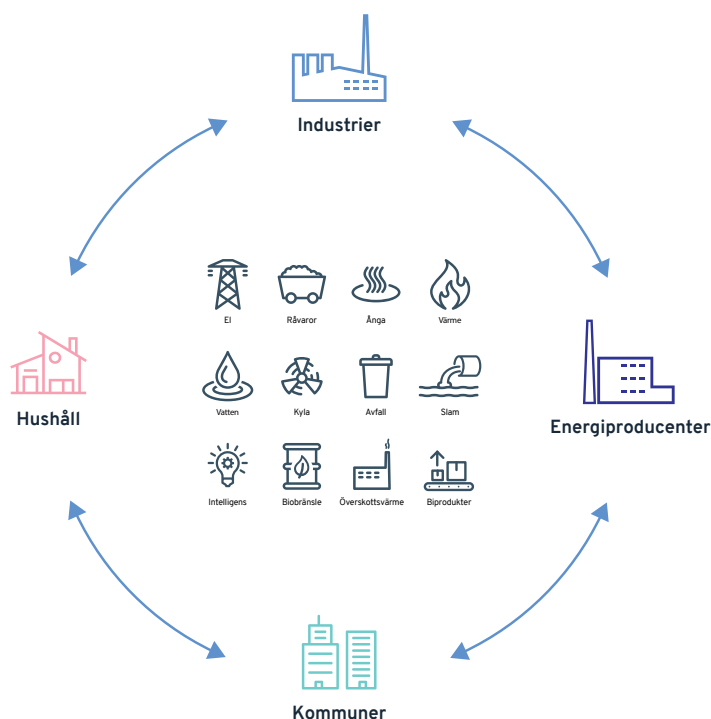 Industrier
El
Råvaror
Ånga
Värme
Hushåll
Vatten
Kyla
Avfall
Slam
Energiproducenter
Intelligens
Biobränsle
Överskottsvärme
Biprodukter
Kommuner